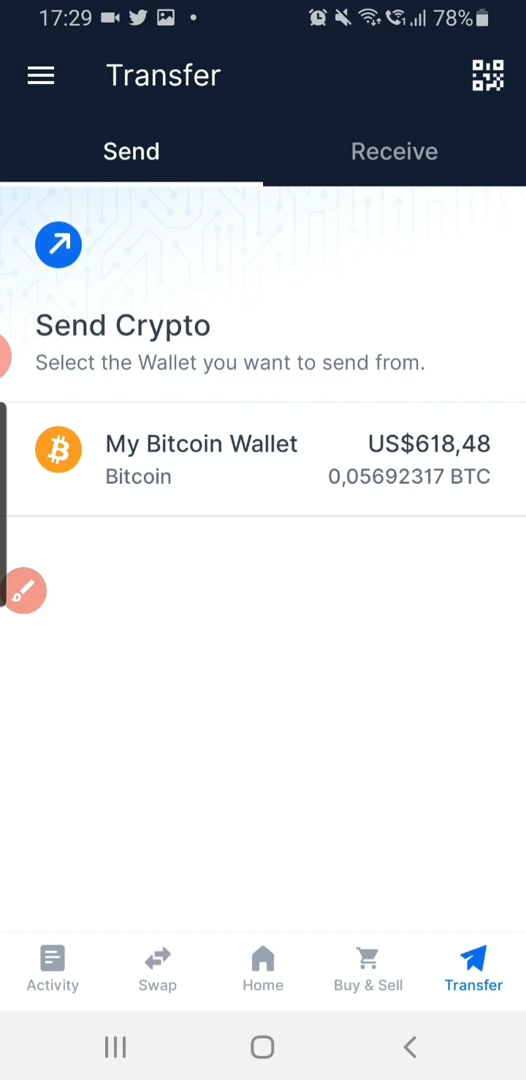 17:29 78%
Transfer
Send Receive
Send Crypto
Select the Wallet you want to send from.
My Bitcoin Wallet US$618,48
Bitcoin 0,05692317 BTC
Activity Swap Home Buy & Sell Transfer